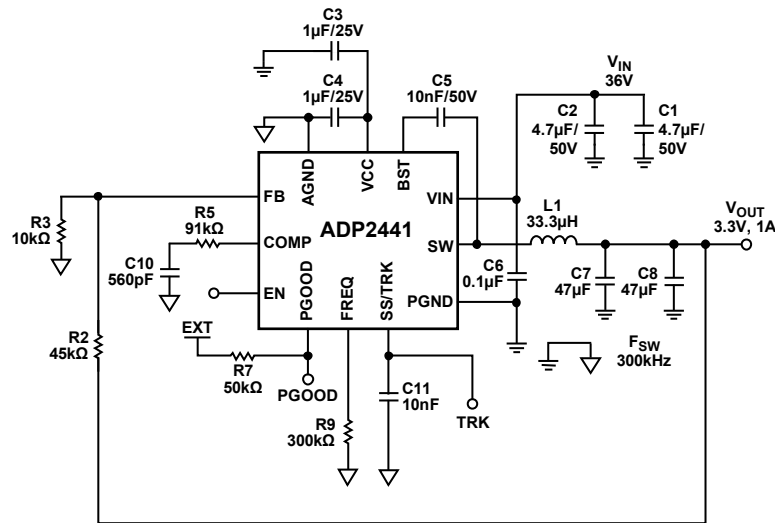 C3
1µF/25V
C4
1µF/25V
C5
10nF/50V
VIN
36V
C2
4.7µF/
50V
C1
4.7µF/
50V
AGND
VCC
BST
FB
VIN
R3
10kΩ
R5
91kΩ
COMP
ADP2441
SW
L1
33.3µH
VOUT
3.3V, 1A
C10
560pF
EN
PGOOD
FREQ
SS/TRK
PGND
C6
0.1µF
C7
47µF
C8
47µF
R2
45kΩ
EXT
R7
50kΩ
PGOOD
R9
300kΩ
C11
10nF
TRK
FSW
300kHz